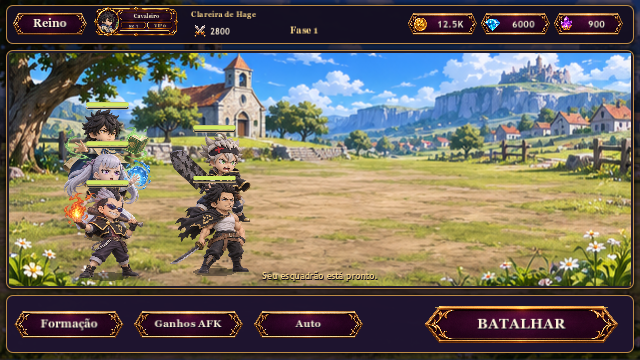 Reino
Cavaleiro
Clareira de Hage
2800
Fase 1
12.5K
6000
900
Seu esquadrão está pronto.
Formação
Ganhos AFK
Auto
BATALHAR